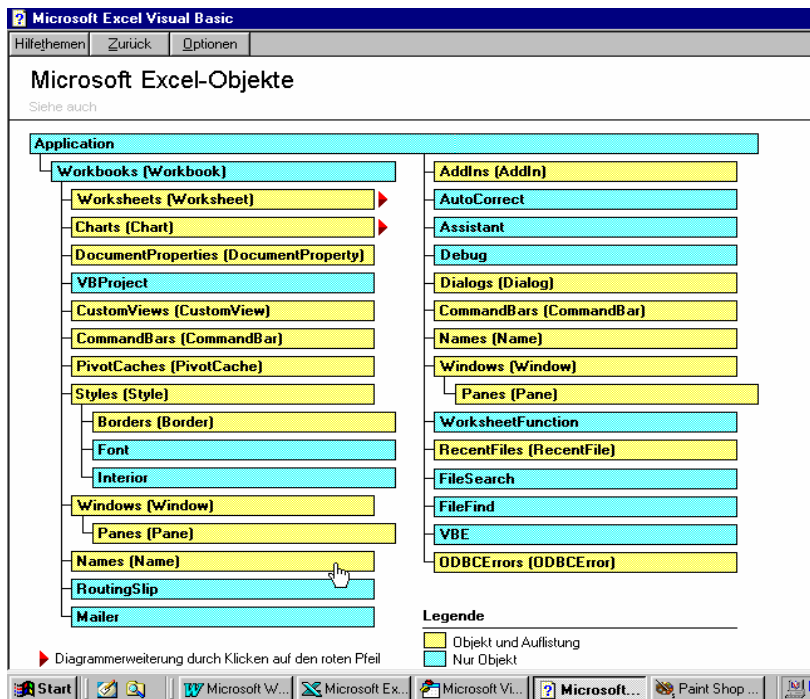 Microsoft Excel Visual Basic
Hilfethemen Zurück Optionen
Microsoft Excel-Objekte
Siehe auch
Application
Workbooks (Workbook)
Worksheets (Worksheet)
Charts (Chart)
DocumentProperties (DocumentProperty)
VBProject
CustomViews (CustomView)
CommandBars (CommandBar)
PivotCaches (PivotCache)
Styles (Style)
Borders (Border)
Font
Interior
Windows (Window)
Panes (Pane)
Names (Name)
RoutingSlip
Mailer
AddIns (AddIn)
AutoCorrect
Assistant
Debug
Dialogs (Dialog)
CommandBars (CommandBar)
Names (Name)
Windows (Window)
Panes (Pane)
WorksheetFunction
RecentFiles (RecentFile)
FileSearch
FileFind
VBE
ODBCErrors (ODBCError)
Legende
Objekt und Auflistung
Nur Objekt
Diagrammerweiterung durch Klicken auf den roten Pfeil
Start Microsoft W... Microsoft Ex... Microsoft Vi... Microsoft... Paint Shop ...